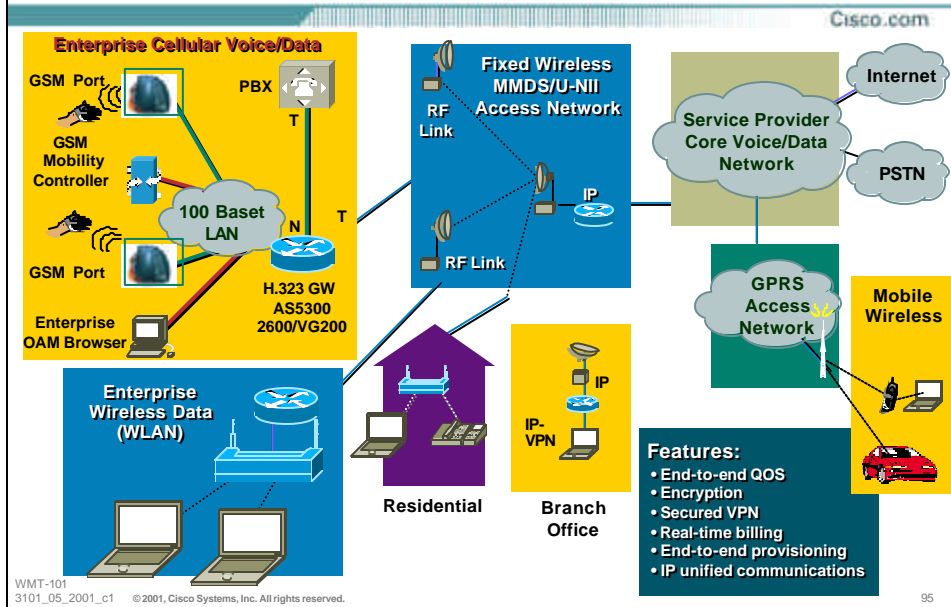 Cisco.com
Enterprise Cellular Voice/Data
GSM Port
PBX
T
GSM
Mobility
Controller
100 Baset
LAN
N
T
GSM Port
H.323 GW
AS5300
2600/VG200
Enterprise
OAM Browser
Fixed Wireless
MMDS/U-NII
Access Network
RF
Link
IP
RF Link
Service Provider
Core Voice/Data
Network
Internet
PSTN
GPRS
Access
Network
Mobile
Wireless
Enterprise
Wireless Data
(WLAN)
Residential
IP
IP-
VPN
Branch
Office
Features:
• End-to-end QOS
• Encryption
• Secured VPN
• Real-time billing
• End-to-end provisioning
• IP unified communications
WMT-101
3101_05_2001_c1 © 2001, Cisco Systems, Inc. All rights reserved.
95